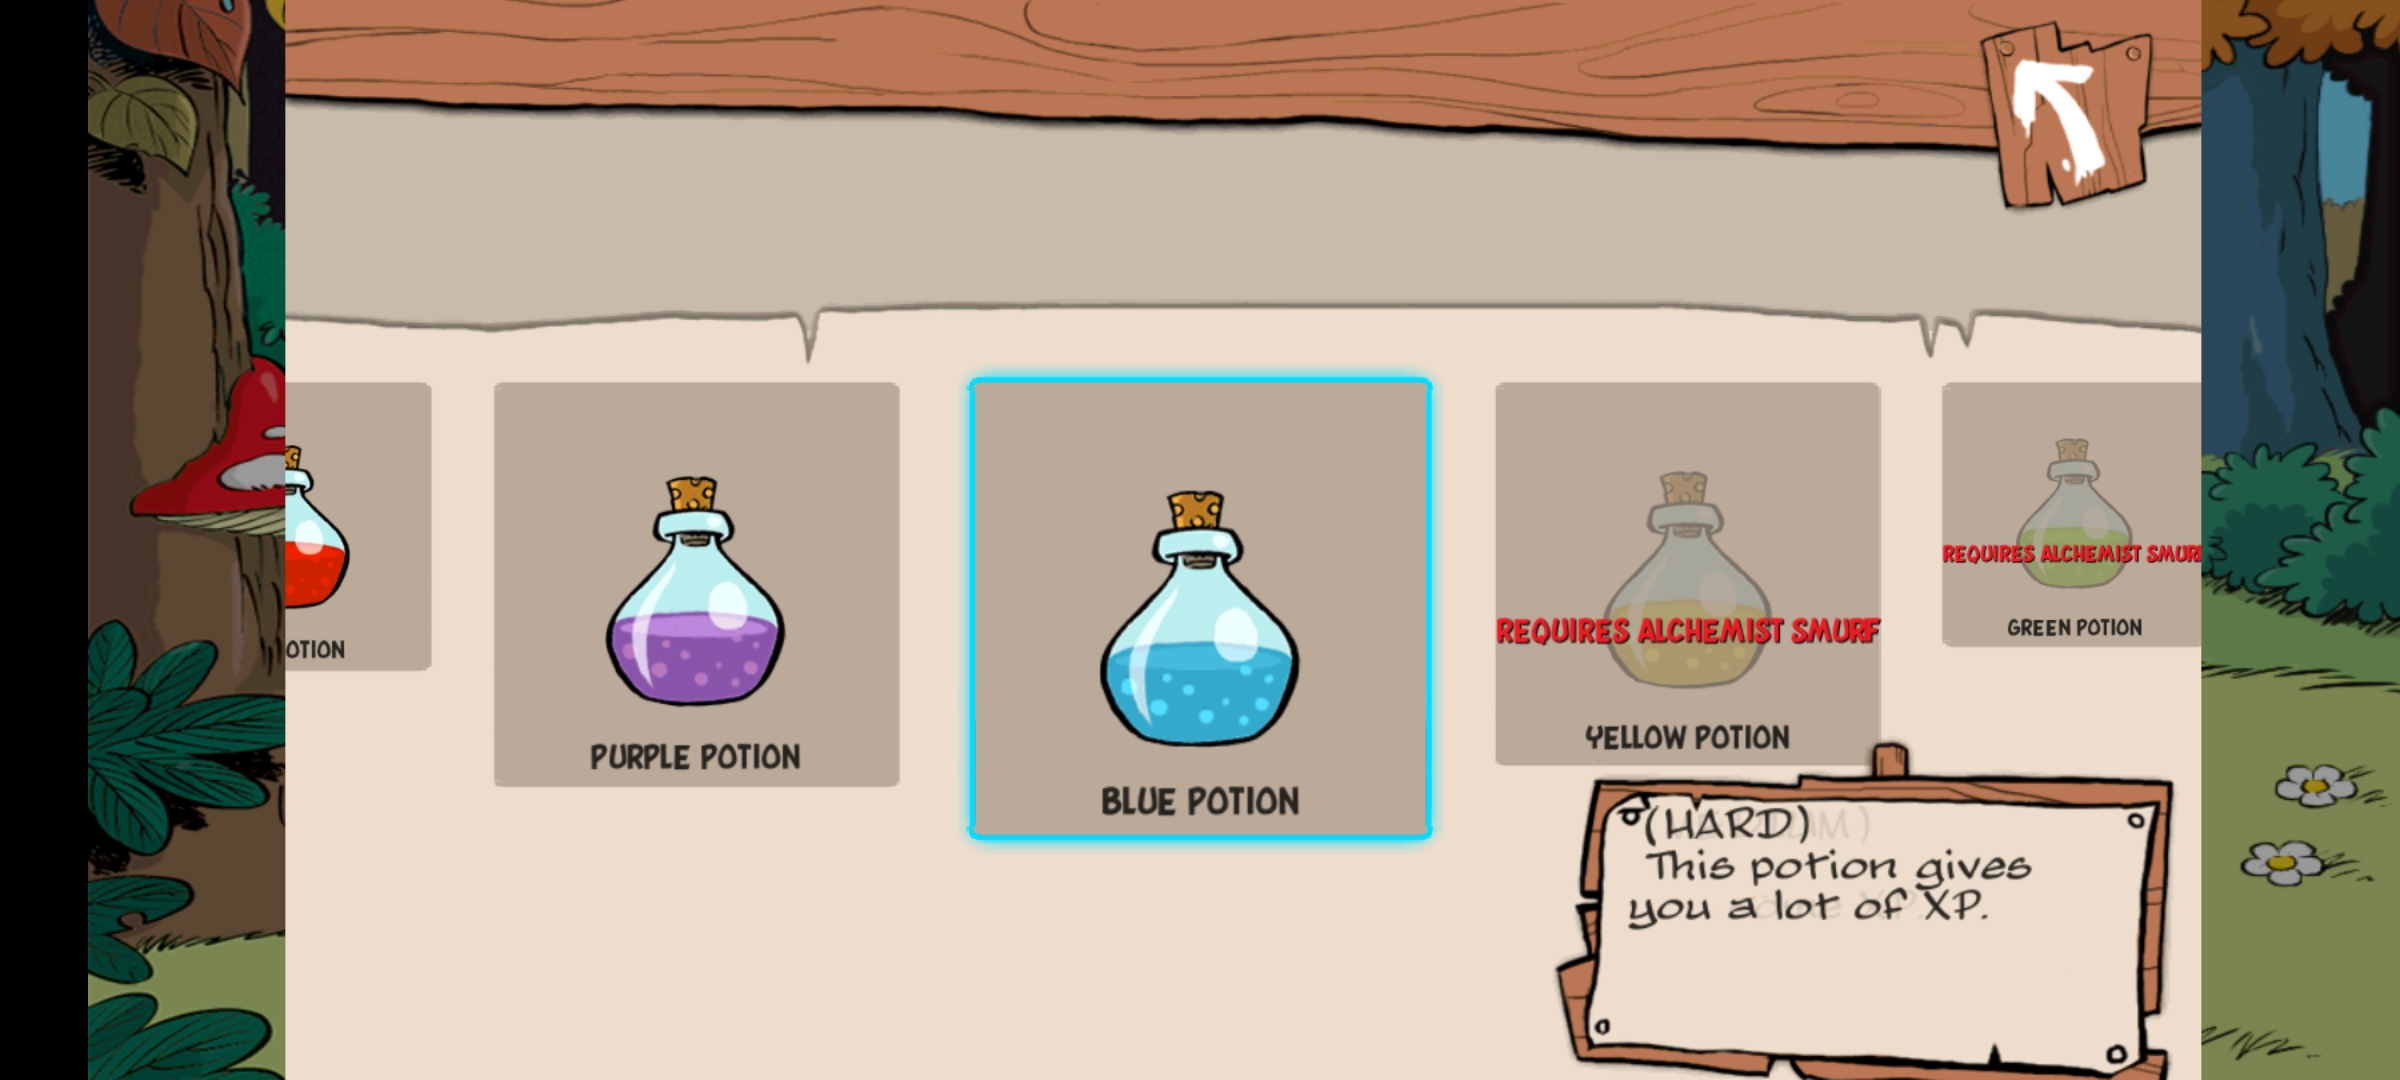 REQUIRES ALCHEMIST
REQUIRES ALCHEMIST SMURF
GREEN POTION
OTION
YELLOW POTION
PURPLE POTION
BLUE POTION
(HARD)
This potion gives
you a lot of XP.